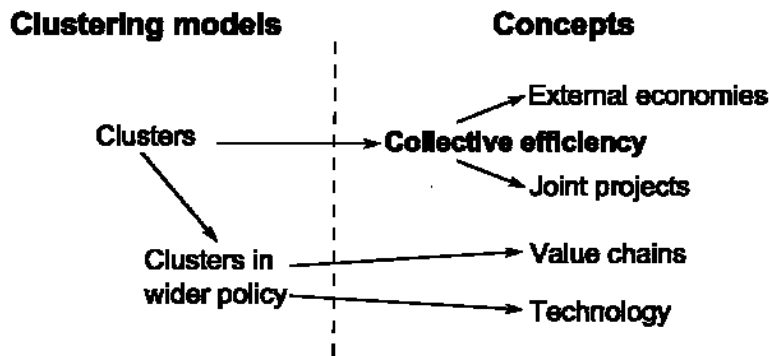 Clustering models
Concepts
External economies
Clusters
Collective efficiency
Joint projects
Clusters in
wider policy
Value chains
Technology